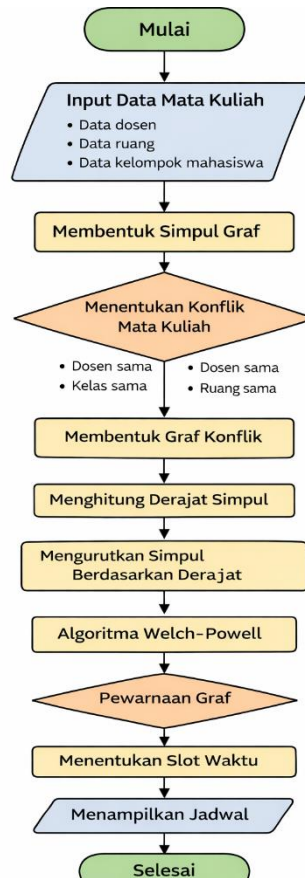 Mulai
Input Data Mata Kuliah
• Data dosen
• Data ruang
• Data kelompok mahasiswa
Membentuk Simpul Graf
Menentukan Konflik
Mata Kuliah
• Dosen sama
• Kelas sama
• Dosen sama
• Ruang sama
Membentuk Graf Konflik
Menghitung Derajat Simpul
Mengurutkan Simpul
Berdasarkan Derajat
Algoritma Welch-Powell
Pewarnaan Graf
Menentukan Slot Waktu
Menampilkan Jadwal
Selesai